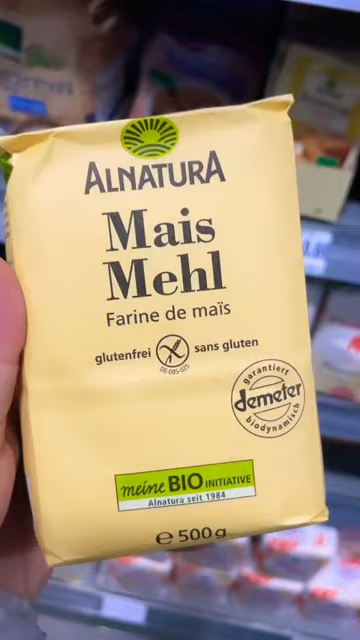 ALNATURA
Mais
Mehl
Farine de maïs
glutenfrei sans gluten
DE-095-025
garantiert
demeter
biodynamisch
meine BIO INITIATIVE
Alnatura seit 1984
℮ 500 g